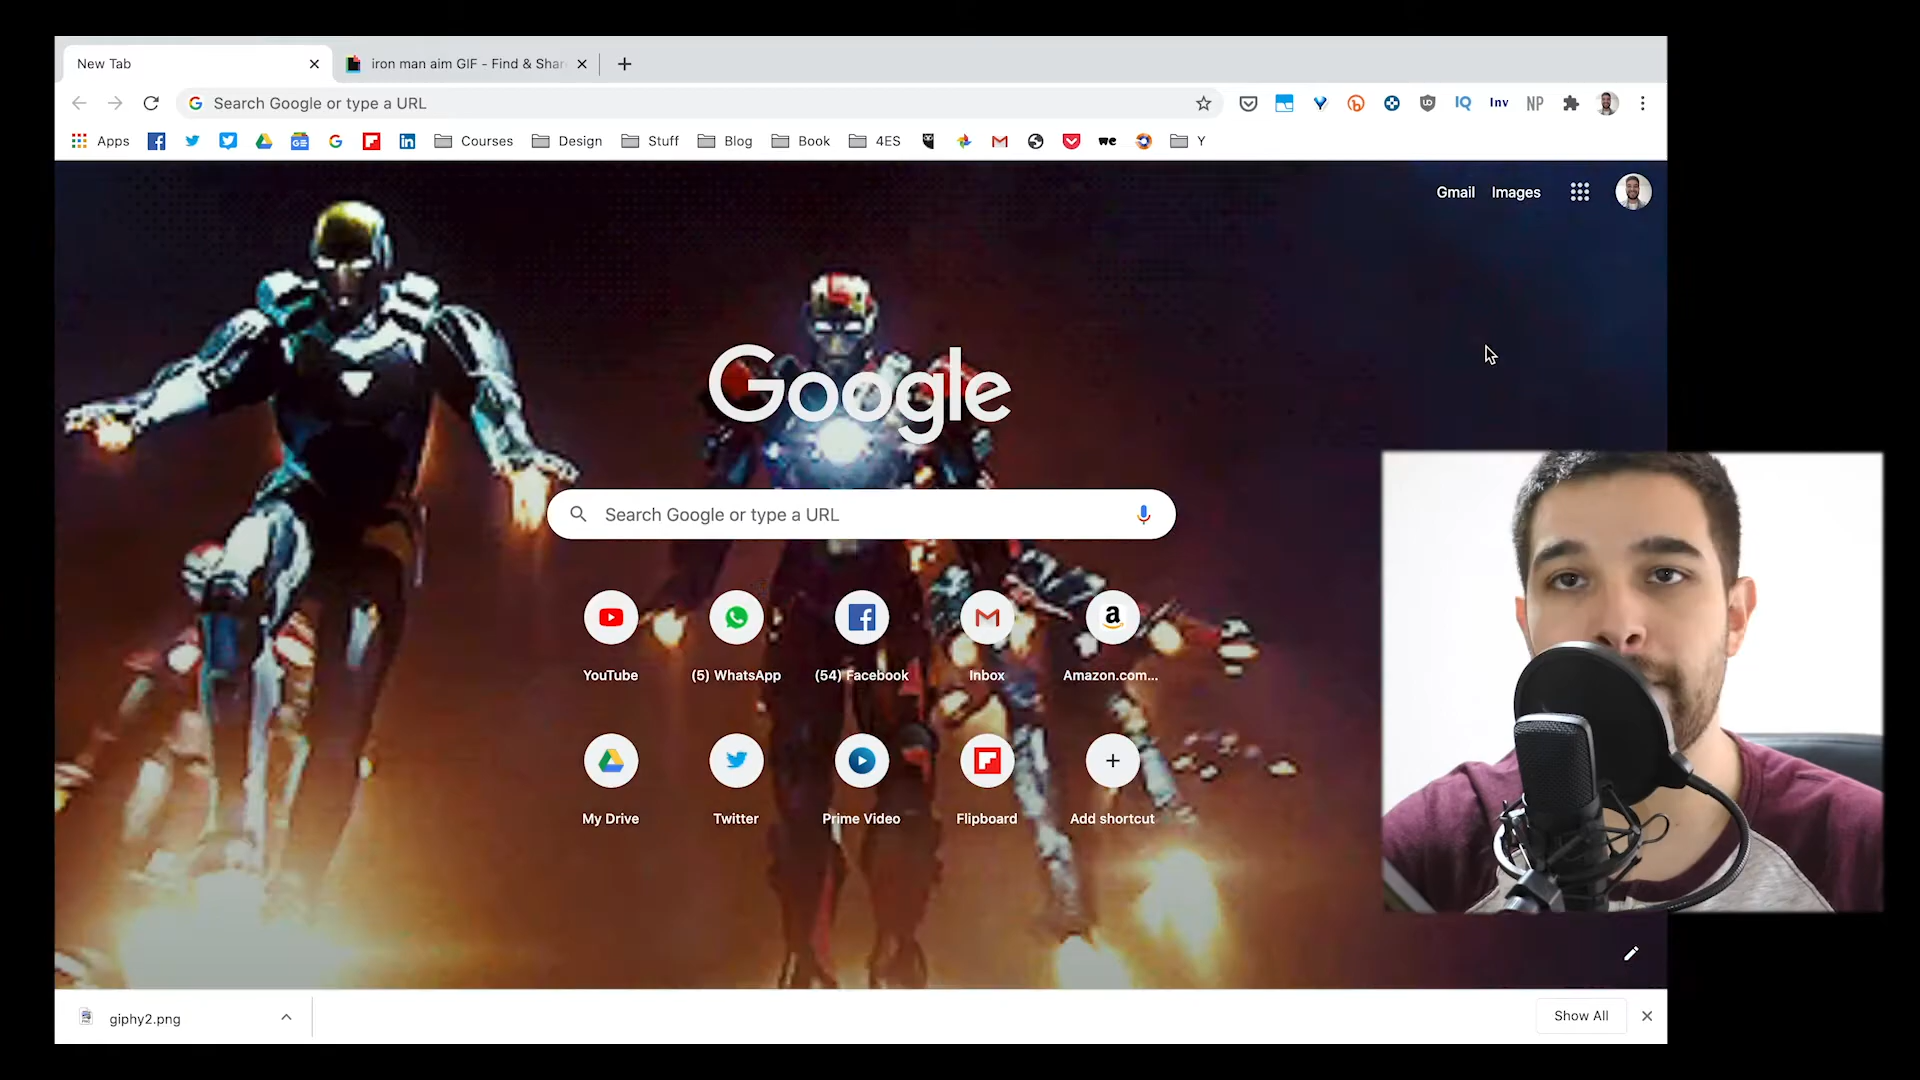 New Tab
iron man aim GIF - Find & Shar
Search Google or type a URL
IQ
Inv
NP
Apps
Courses
Design
Stuff
Blog
Book
4ES
we
Y
Gmail
Images
Google
Search Google or type a URL
YouTube
(5) WhatsApp
(54) Facebook
Inbox
Amazon.com...
My Drive
Twitter
Prime Video
Flipboard
Add shortcut
giphy2.png
Show All